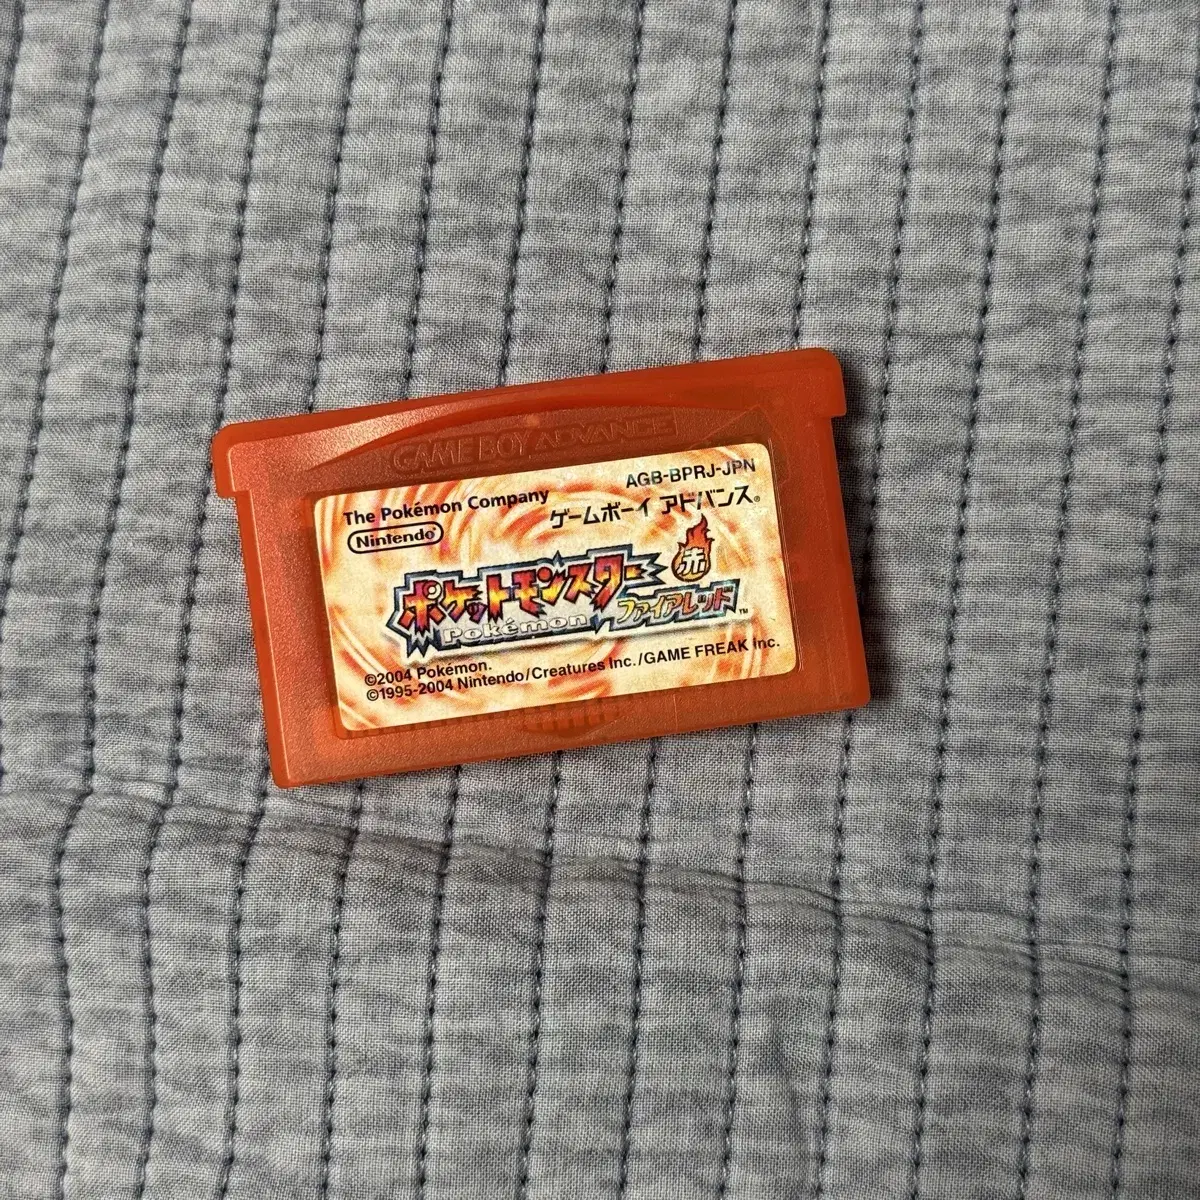 GAME BOY ADVANCE
AGB-BPRJ-JPN
The Pokémon Company
ゲームボーイ アドバンス®
Nintendo®
赤
ポケットモンスター
Pokémon
ファイアレッド™
©2004 Pokémon.
©1995-2004 Nintendo/Creatures Inc./GAME FREAK inc.